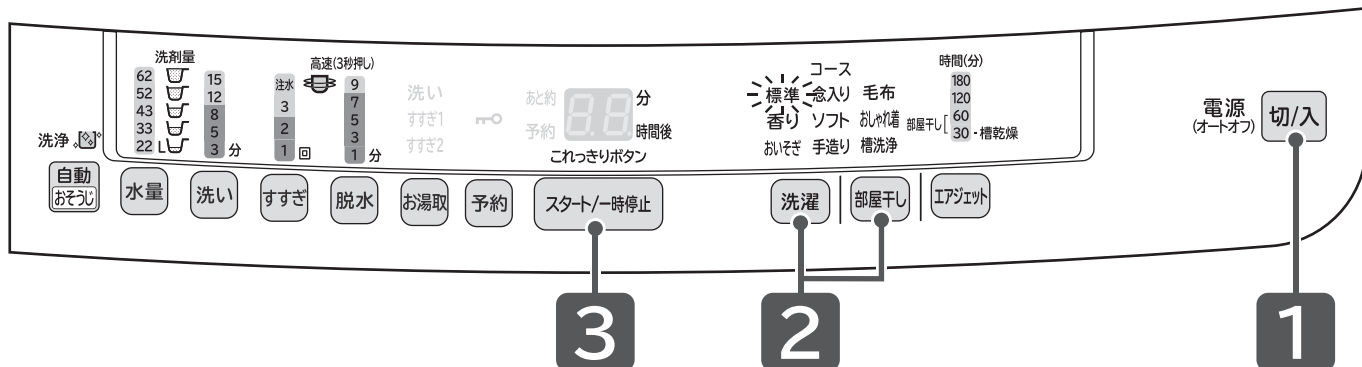 洗剤量
62
52
43
33
22 L
15
12
8
5
3 分
注水
3
2
1 回
高速(3秒押し)
9
7
5
3
1 分
洗い
すすぎ1
すすぎ2
あと約
予約
88
分
時間後
これっきりボタン
コース
標準 念入り 毛布
香り ソフト おしゃれ着
おいそぎ 手造り 槽洗浄
時間(分)
180
120
60
30 - 槽乾燥
部屋干し
電源
(オートオフ)
切/入
洗浄
自動
おそうじ
水量
洗い
すすぎ
脱水
お湯取
予約
スタート/一時停止
洗濯
部屋干し
エアジェット
3
2
1